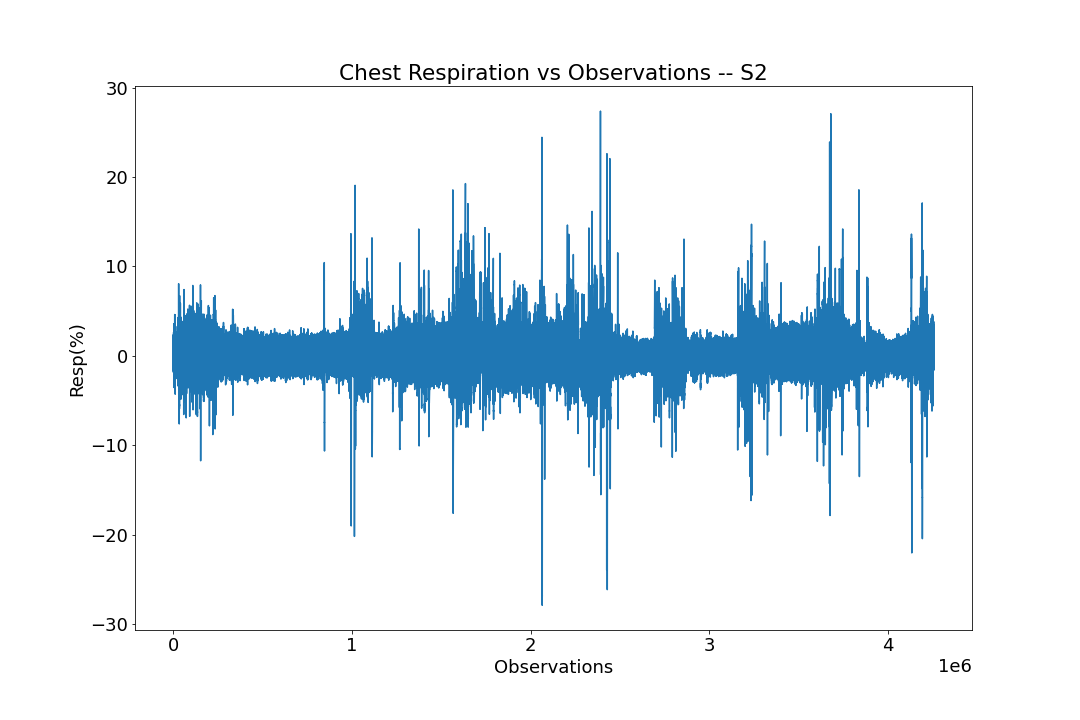 Chest Respiration vs Observations -- S2
30
20
10
0
−10
−20
−30
Resp(%)
0 1 2 3 4
1e6
Observations